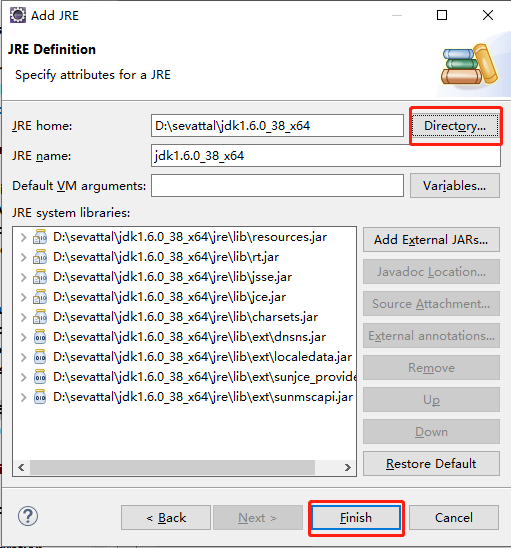 Add JRE
JRE Definition
Specify attributes for a JRE
JRE home: D:\sevattal\jdk1.6.0_38_x64 Directory...
JRE name: jdk1.6.0_38_x64
Default VM arguments: Variables...
JRE system libraries:
D:\sevattal\jdk1.6.0_38_x64\jre\lib\resources.jar
D:\sevattal\jdk1.6.0_38_x64\jre\lib\rt.jar
D:\sevattal\jdk1.6.0_38_x64\jre\lib\jsse.jar
D:\sevattal\jdk1.6.0_38_x64\jre\lib\jce.jar
D:\sevattal\jdk1.6.0_38_x64\jre\lib\charsets.jar
D:\sevattal\jdk1.6.0_38_x64\jre\lib\ext\dnsns.jar
D:\sevattal\jdk1.6.0_38_x64\jre\lib\ext\localedata.jar
D:\sevattal\jdk1.6.0_38_x64\jre\lib\ext\sunjce_provide
D:\sevattal\jdk1.6.0_38_x64\jre\lib\ext\sunmscapi.jar
Add External JARs...
Javadoc Location...
Source Attachment...
External annotations...
Remove
Up
Down
Restore Default
< Back Next > Finish Cancel